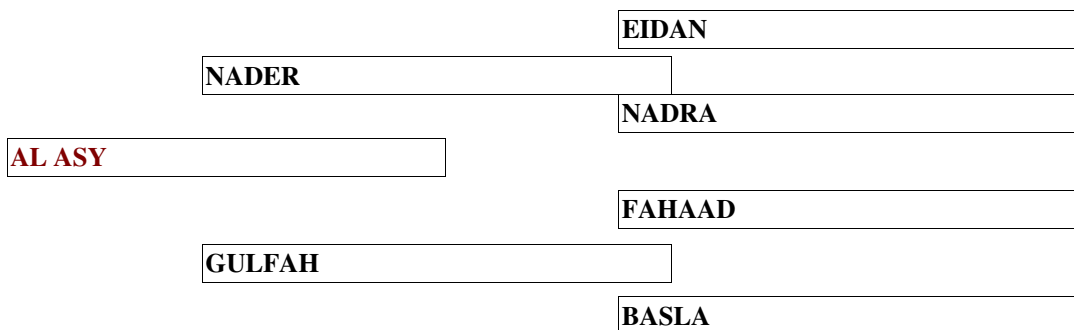 EIDAN
NADER
NADRA
AL ASY
FAHAAD
GULFAH
BASLA